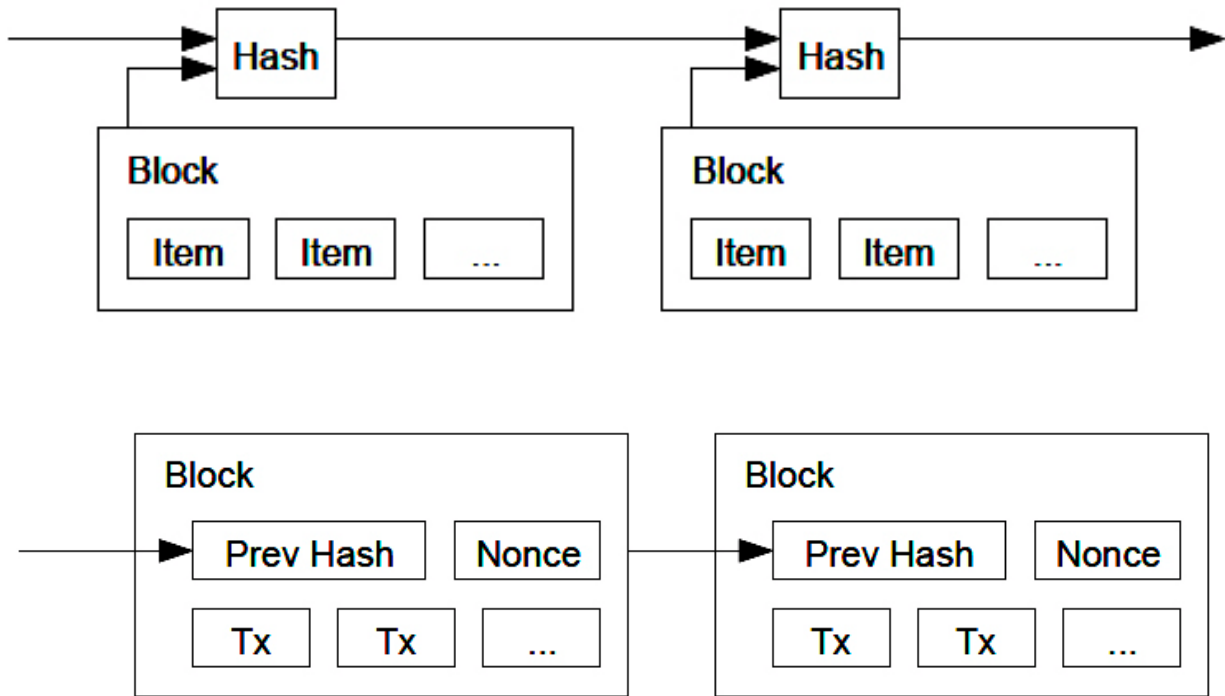 Hash Hash
Block Block
Item Item ... Item Item ...
Block Block
Prev Hash Nonce Prev Hash Nonce
Tx Tx ... Tx Tx ...